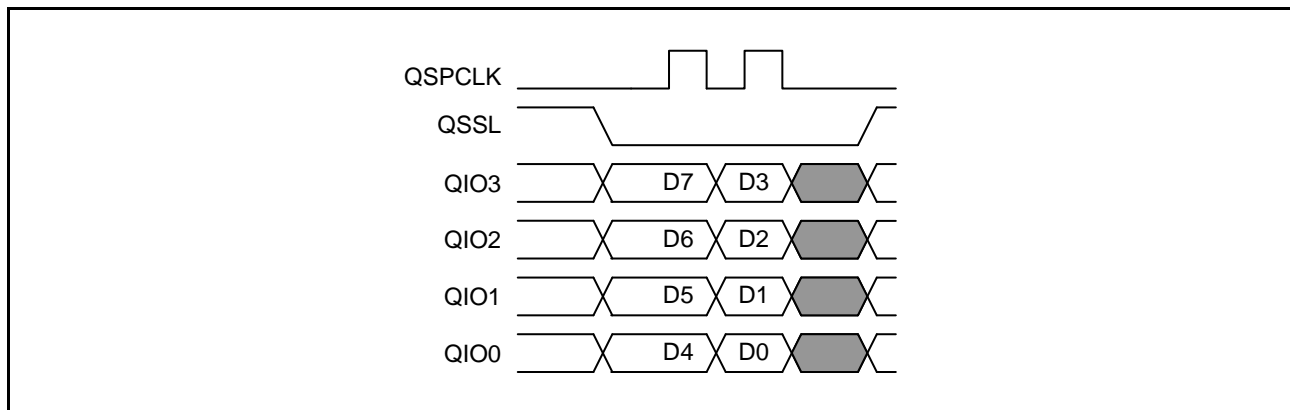 QSPCLK
QSSL
QIO3 D7 D3
QIO2 D6 D2
QIO1 D5 D1
QIO0 D4 D0